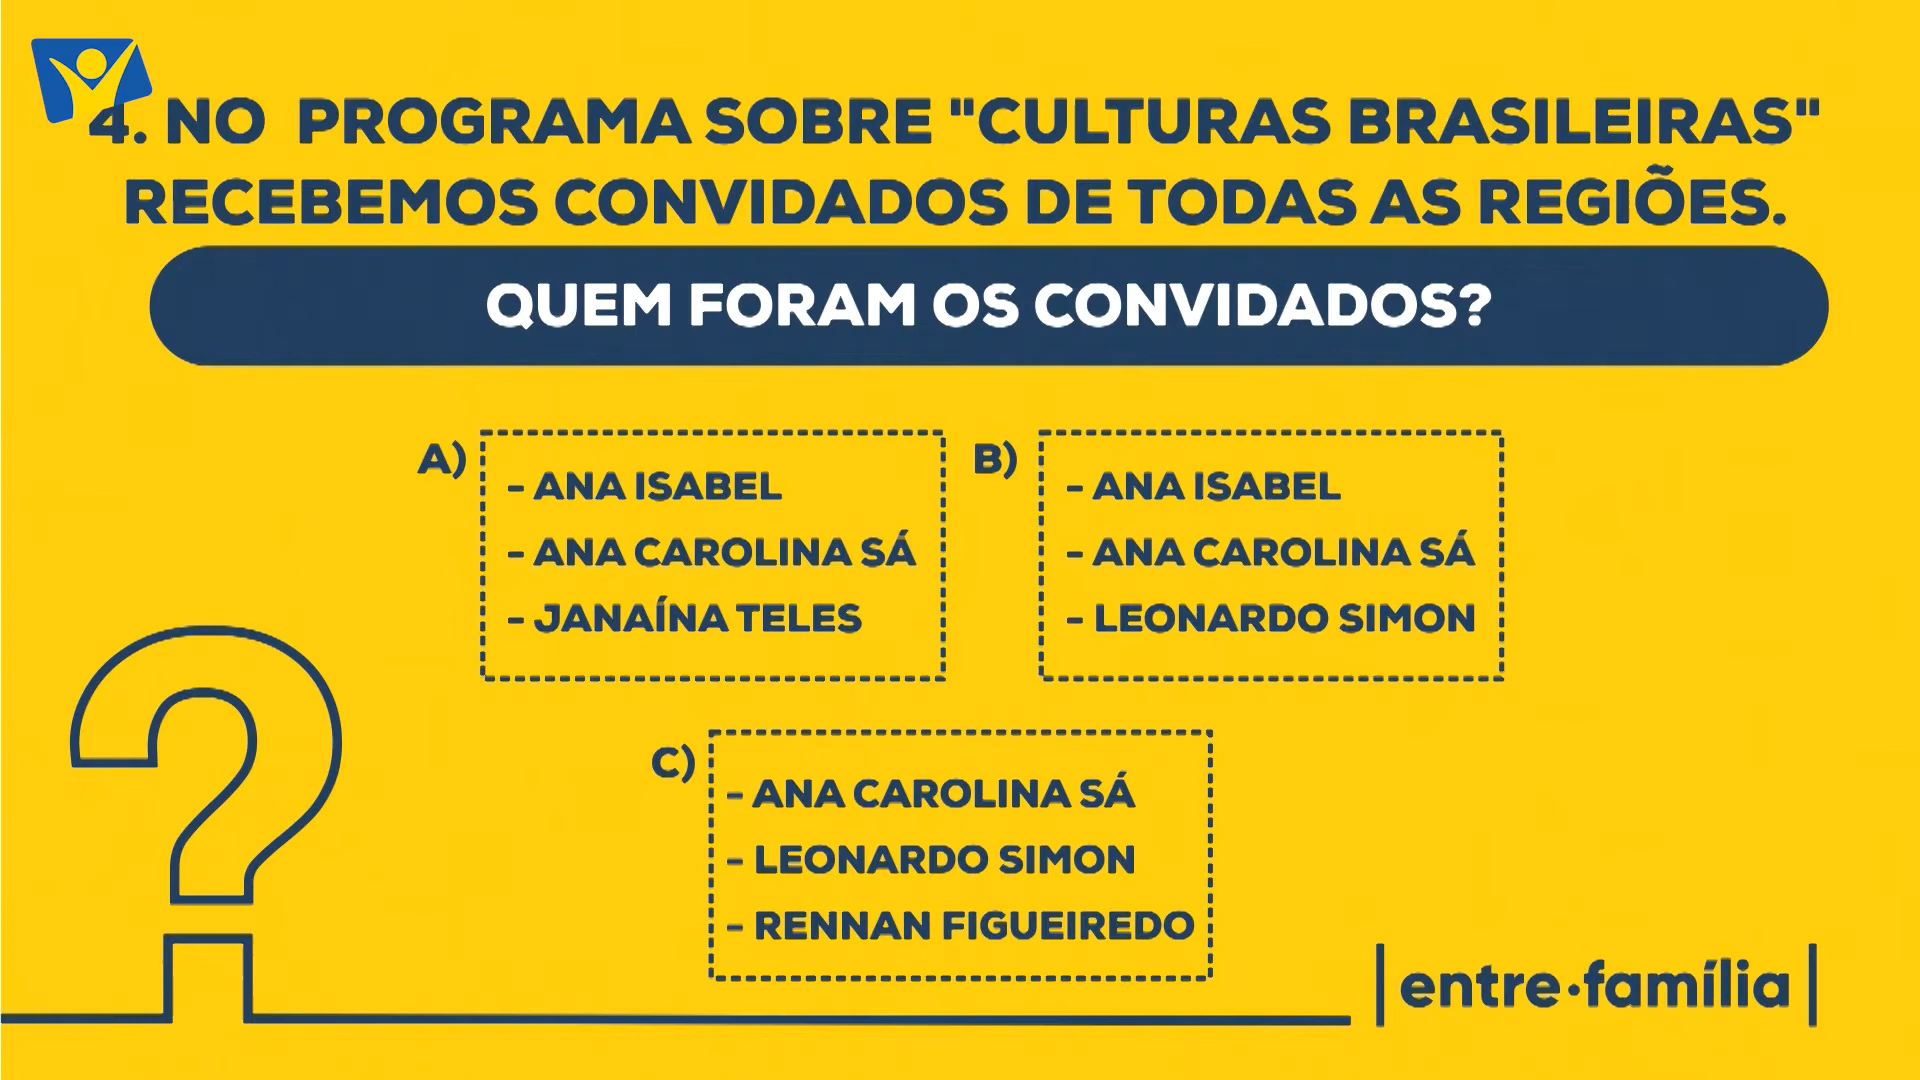 4. NO PROGRAMA SOBRE "CULTURAS BRASILEIRAS"
RECEBEMOS CONVIDADOS DE TODAS AS REGIÕES.
QUEM FORAM OS CONVIDADOS?
A)
- ANA ISABEL
- ANA CAROLINA SÁ
- JANAÍNA TELES
B)
- ANA ISABEL
- ANA CAROLINA SÁ
- LEONARDO SIMON
C)
- ANA CAROLINA SÁ
- LEONARDO SIMON
- RENNAN FIGUEIREDO
entre·família